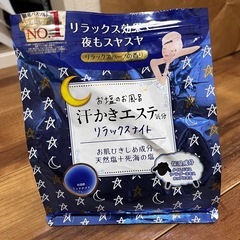 No.1
リラックス効果で
夜もスヤスヤ
リラックスハーブの香り
お塩のお風呂
汗かきエステ気分
リラックスナイト
お肌ひきしめ成分
天然塩+死海の塩